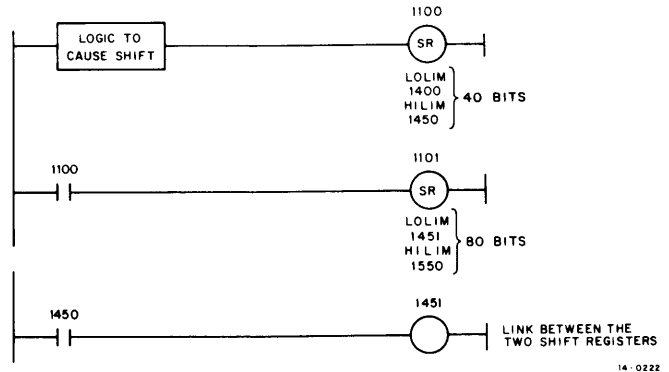 1100
LOGIC TO
CAUSE SHIFT
SR
LOLIM
1400
HILIM
1450
40 BITS
1100
1101
SR
LOLIM
1451
HILIM
1550
80 BITS
1450
1451
LINK BETWEEN THE
TWO SHIFT REGISTERS
14-0222